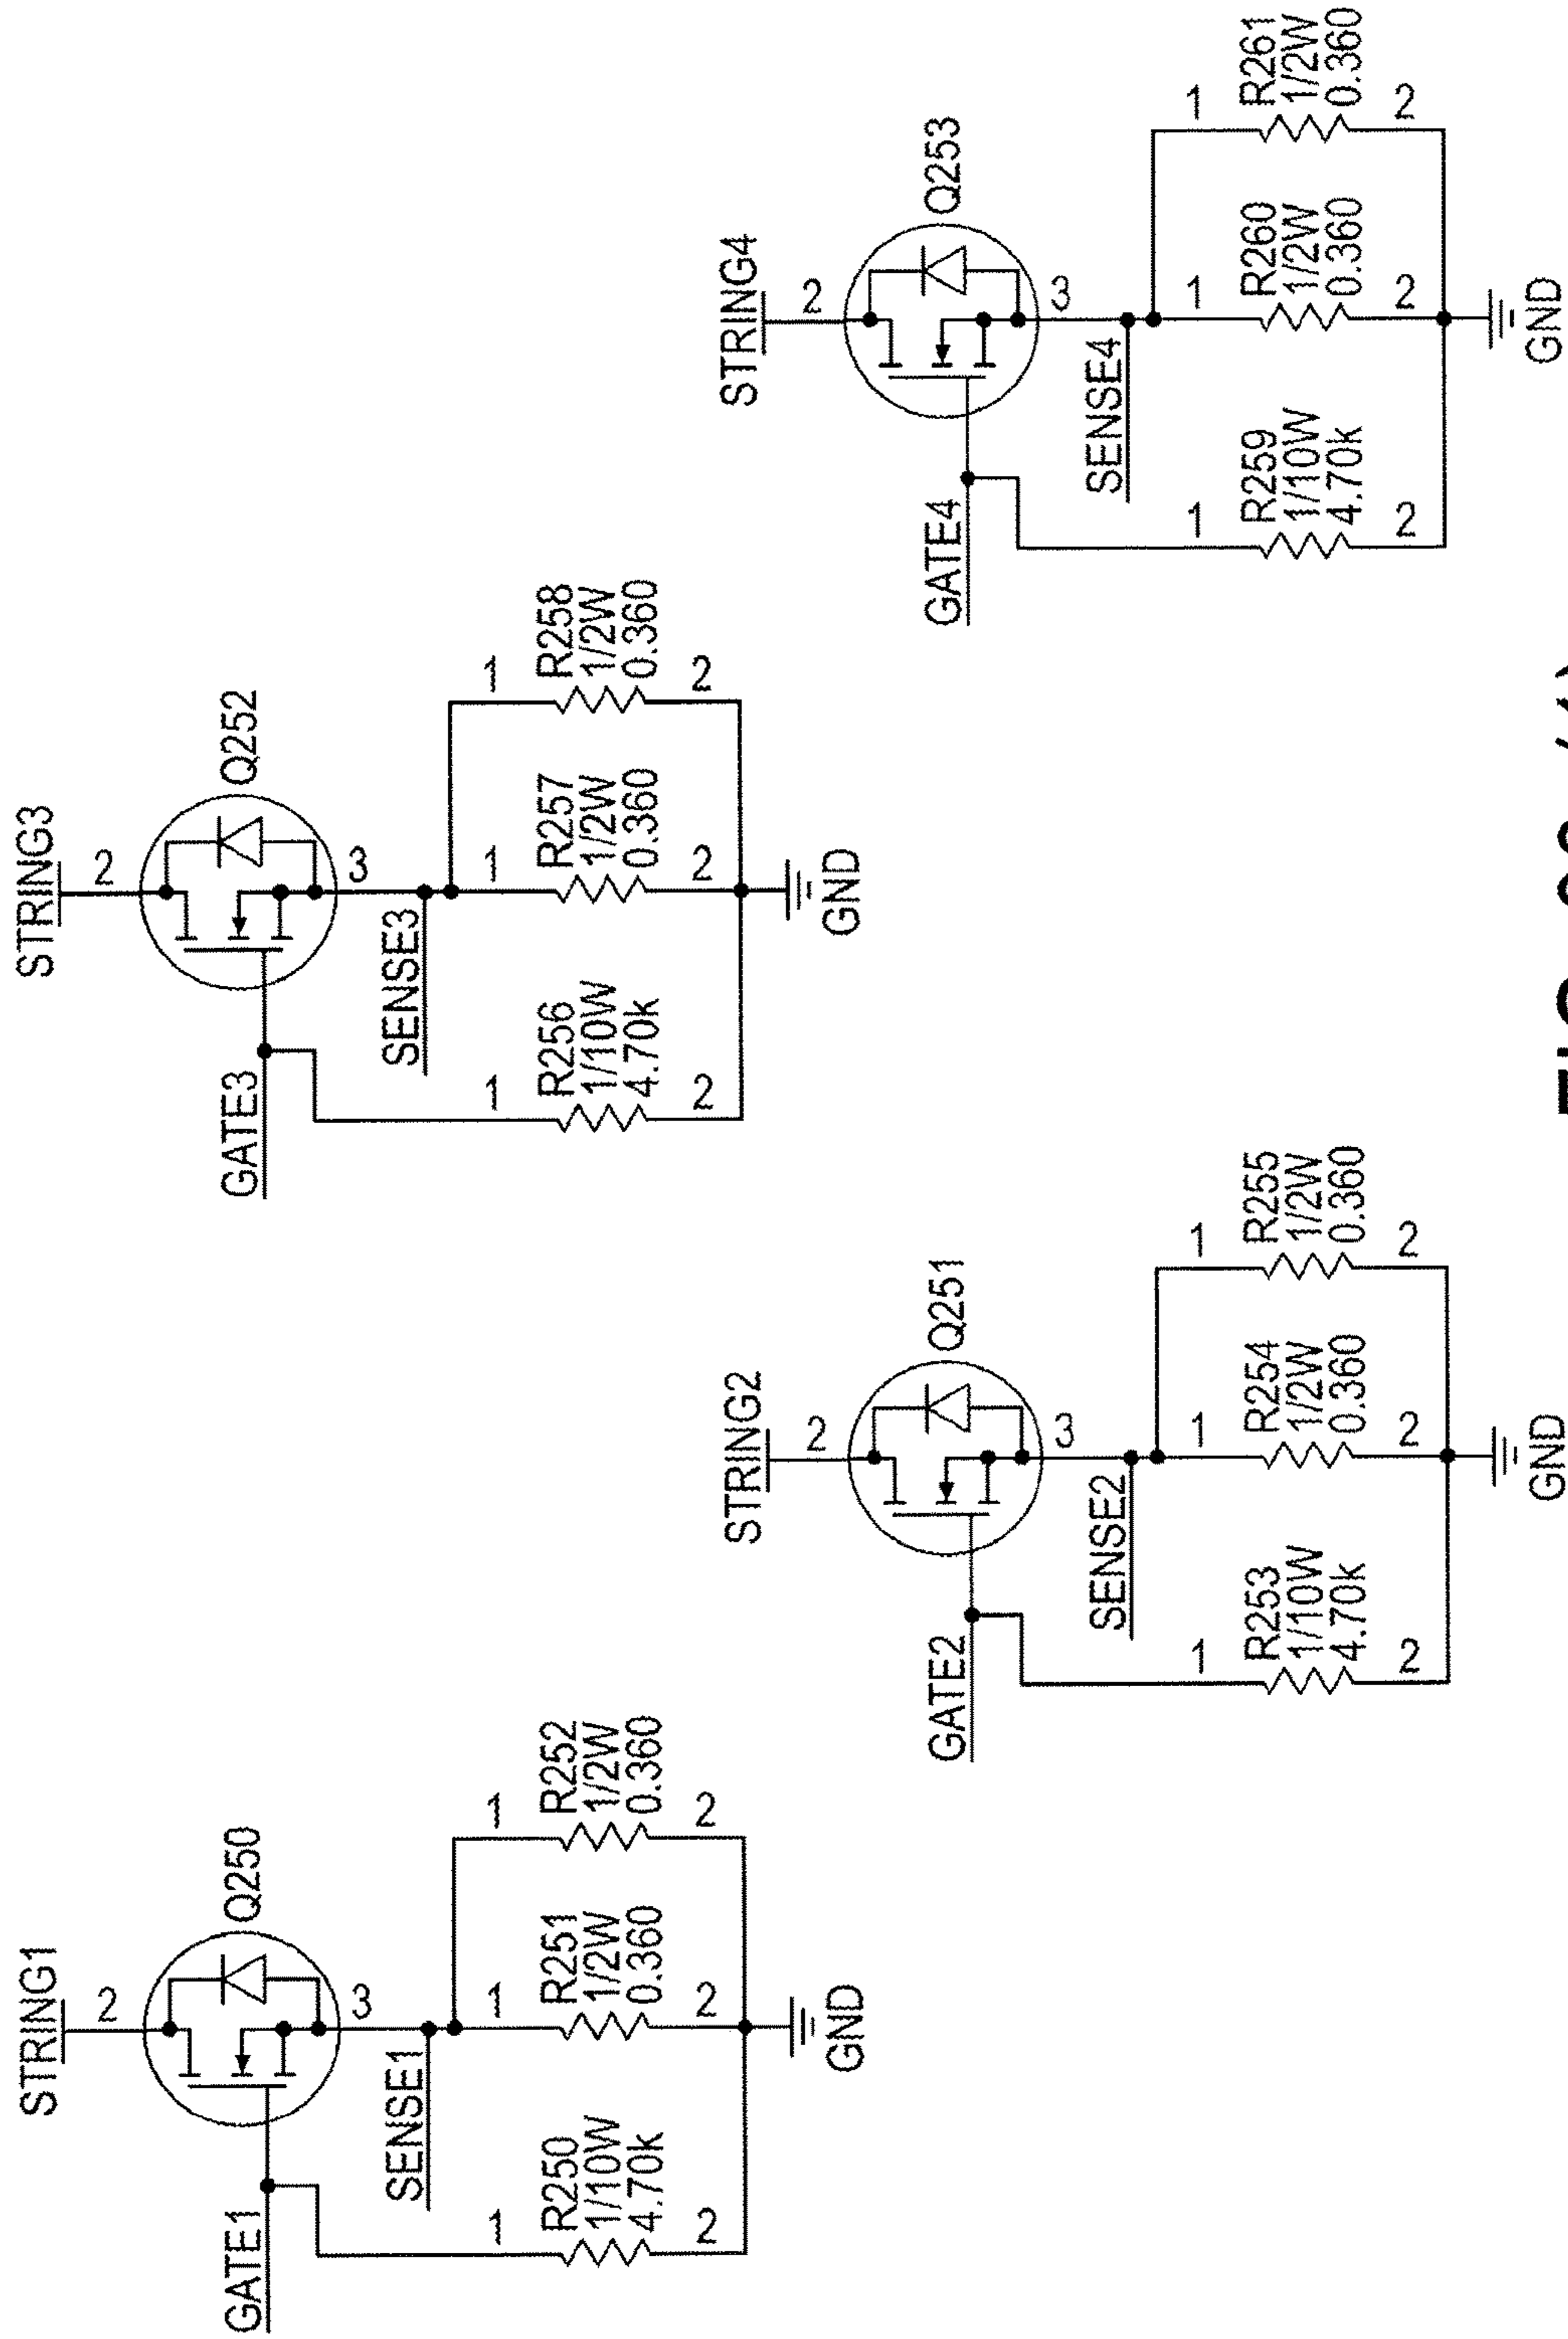 STRING1
2
Q250
GATE1
3
SENSE1
1
1
1
R250
1/10W
4.70k
R251
1/2W
0.360
R252
1/2W
0.360
2
2
2
GND
STRING2
2
Q251
GATE2
3
SENSE2
1
1
1
R253
1/10W
4.70k
R254
1/2W
0.360
R255
1/2W
0.360
2
2
2
GND
STRING3
2
Q252
GATE3
3
SENSE3
1
1
1
R256
1/10W
4.70k
R257
1/2W
0.360
R258
1/2W
0.360
2
2
2
GND
STRING4
2
Q253
GATE4
3
SENSE4
1
1
1
R259
1/10W
4.70k
R260
1/2W
0.360
R261
1/2W
0.360
2
2
2
GND